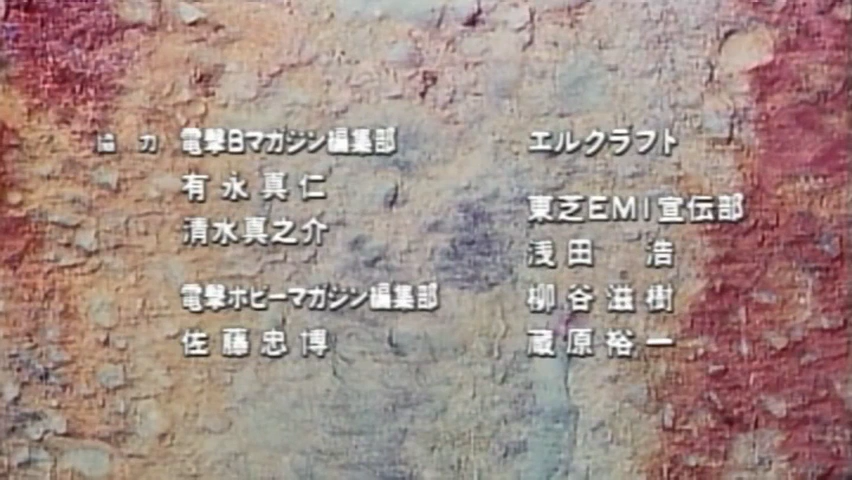 協力 電撃Bマガジン編集部
有永真仁
清水真之介
電撃ホビーマガジン編集部
佐藤忠博
エルクラフト
東芝EMI宣伝部
浅田 浩
柳谷滋樹
蔵原裕一